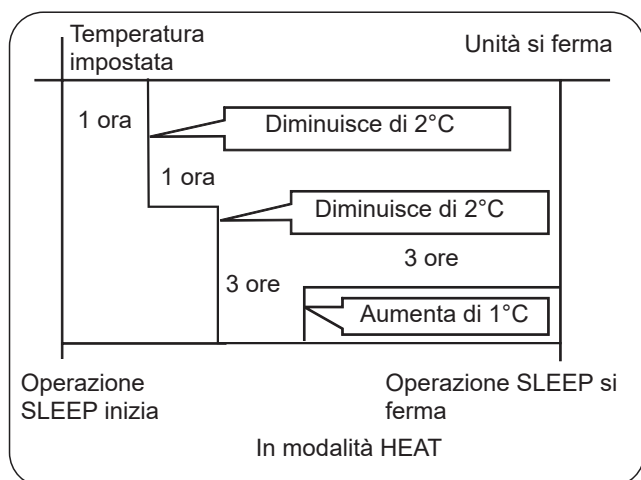 Temperatura
impostata
Unità si ferma
1 ora
Diminuisce di 2°C
1 ora
Diminuisce di 2°C
3 ore
3 ore
Aumenta di 1°C
Operazione
SLEEP inizia
Operazione SLEEP si
ferma
In modalità HEAT